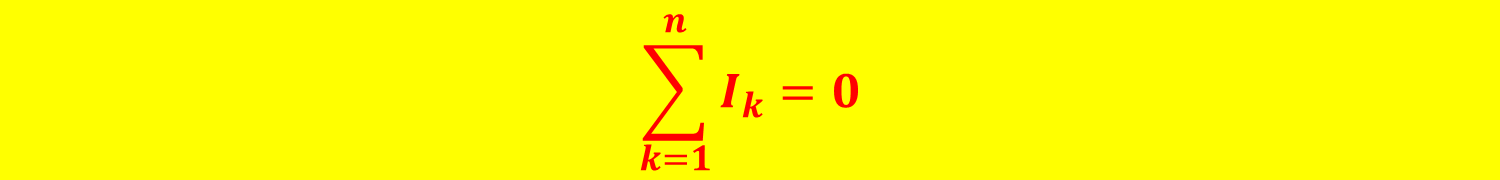 n
∑ I_k = 0
k=1